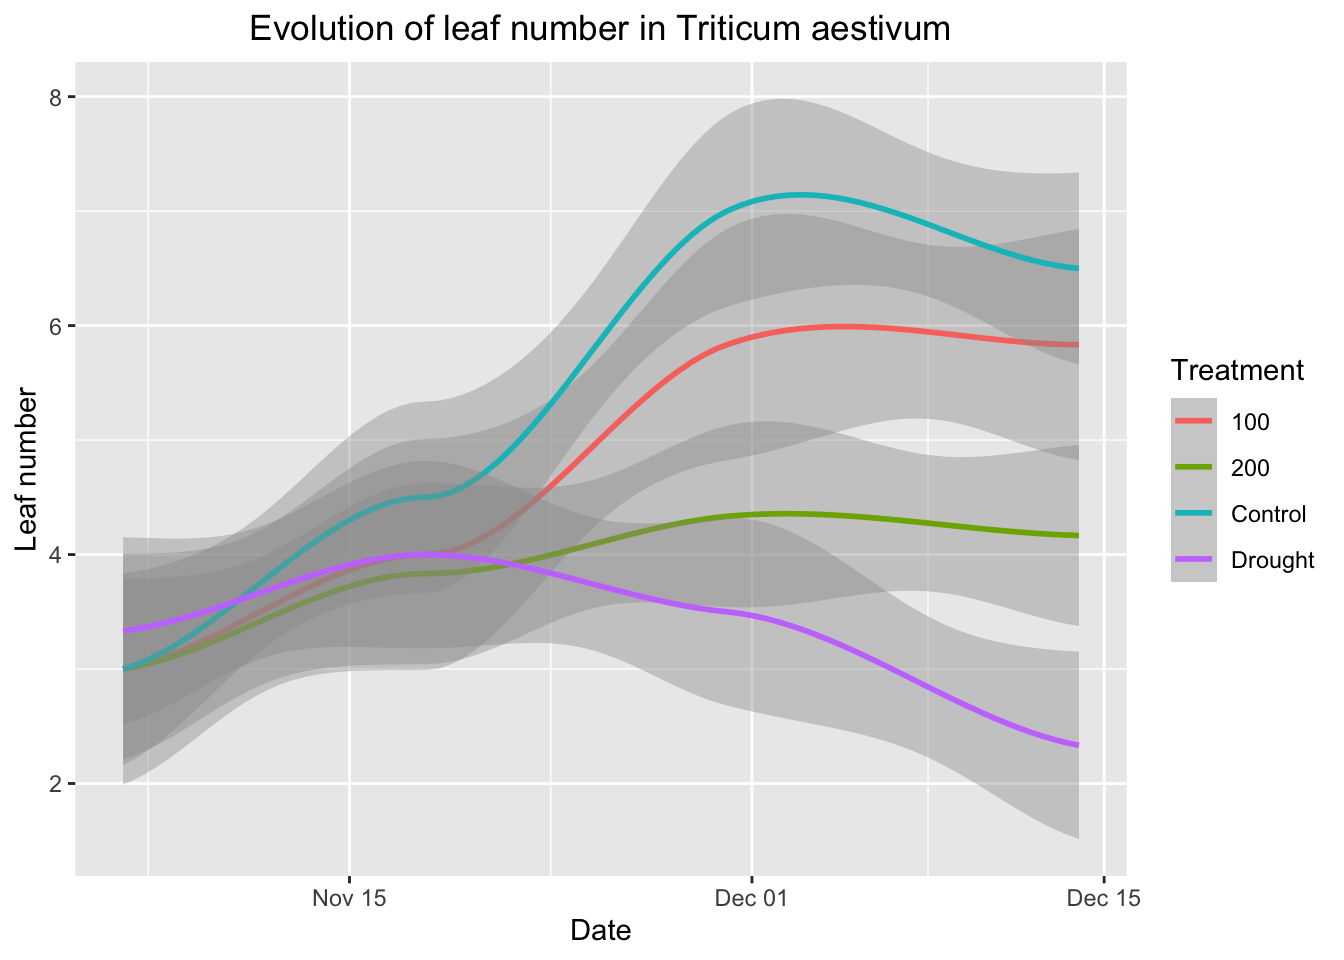 Evolution of leaf number in Triticum aestivum
8
6
4
2
Leaf number
Nov 15
Dec 01
Dec 15
Date
Treatment
100
200
Control
Drought